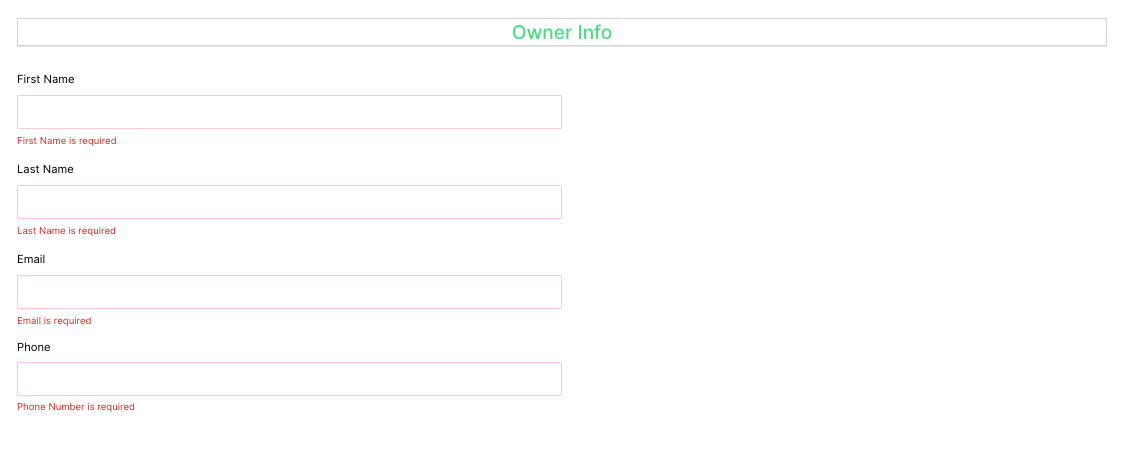 Owner Info
First Name
First Name is required
Last Name
Last Name is required
Email
Email is required
Phone
Phone Number is required